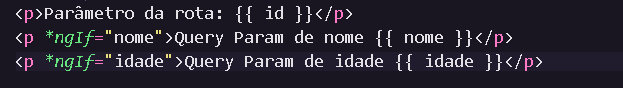 <p>Parâmetro da rota: {{ id }}</p>
<p *ngIf="nome">Query Param de nome {{ nome }}</p>
<p *ngIf="idade">Query Param de idade {{ idade }}</p>